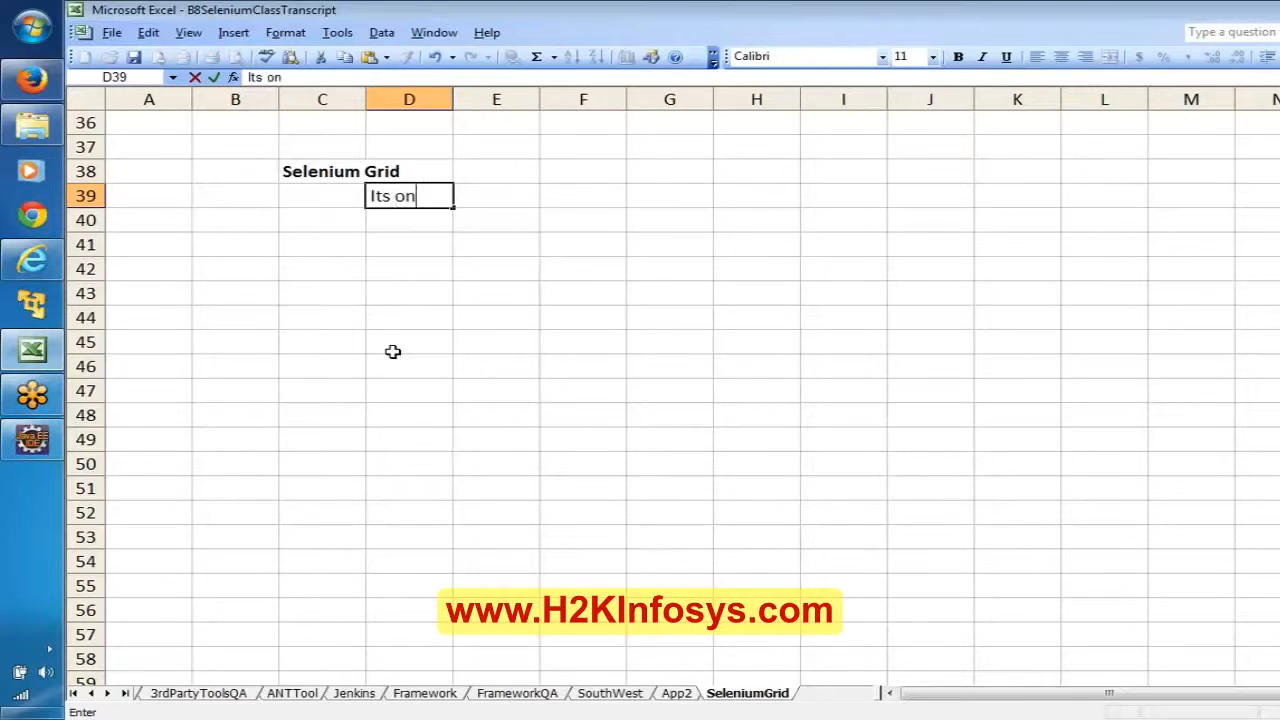 Microsoft Excel - B8SeleniumClassTranscript
File Edit View Insert Format Tools Data Window Help
Type a question
Calibri 11 B I U
D39 Its on
A B C D E F G H I J K L M
36
37
38 Selenium Grid
39 Its on
40
41
42
43
44
45
46
47
48
49
50
51
52
53
54
55
56
www.H2KInfosys.com
57
58
59
3rdPartyToolsQA ANTTool Jenkins Framework FrameworkQA SouthWest App2 SeleniumGrid
Enter